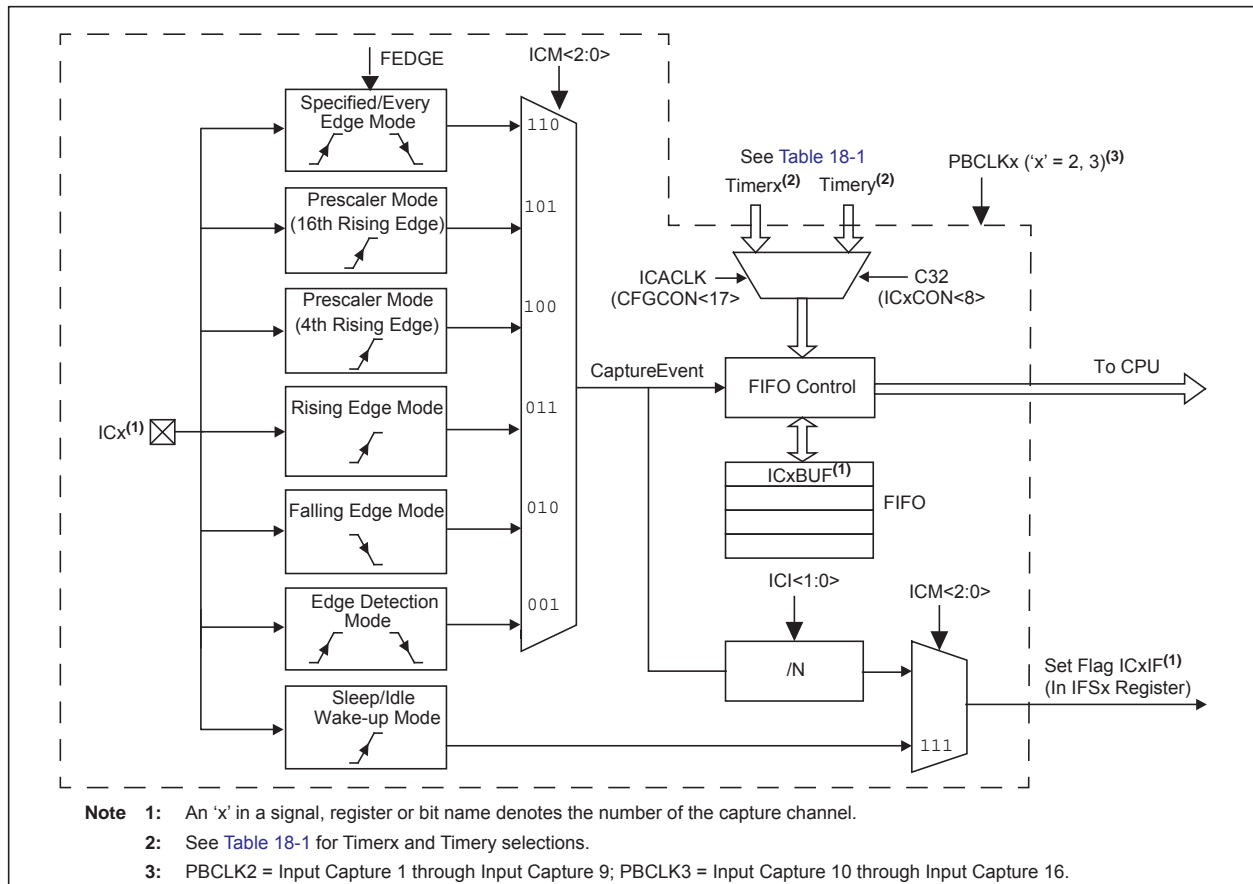 FEDGE
ICM<2:0>
Specified/Every
Edge Mode
110
See Table 18-1
Timerx(2) Timery(2)
PBCLKx (‘x’ = 2, 3)(3)
Prescaler Mode
(16th Rising Edge)
101
ICACLK
(CFGCON<17>
C32
(ICxCON<8>
Prescaler Mode
(4th Rising Edge)
100
CaptureEvent
FIFO Control
To CPU
ICx(1)
Rising Edge Mode
011
ICxBUF(1)
FIFO
Falling Edge Mode
010
ICI<1:0>
ICM<2:0>
Edge Detection
Mode
001
/N
Set Flag ICxIF(1)
(In IFSx Register)
Sleep/Idle
Wake-up Mode
111
Note 1: An ‘x’ in a signal, register or bit name denotes the number of the capture channel.
2: See Table 18-1 for Timerx and Timery selections.
3: PBCLK2 = Input Capture 1 through Input Capture 9; PBCLK3 = Input Capture 10 through Input Capture 16.